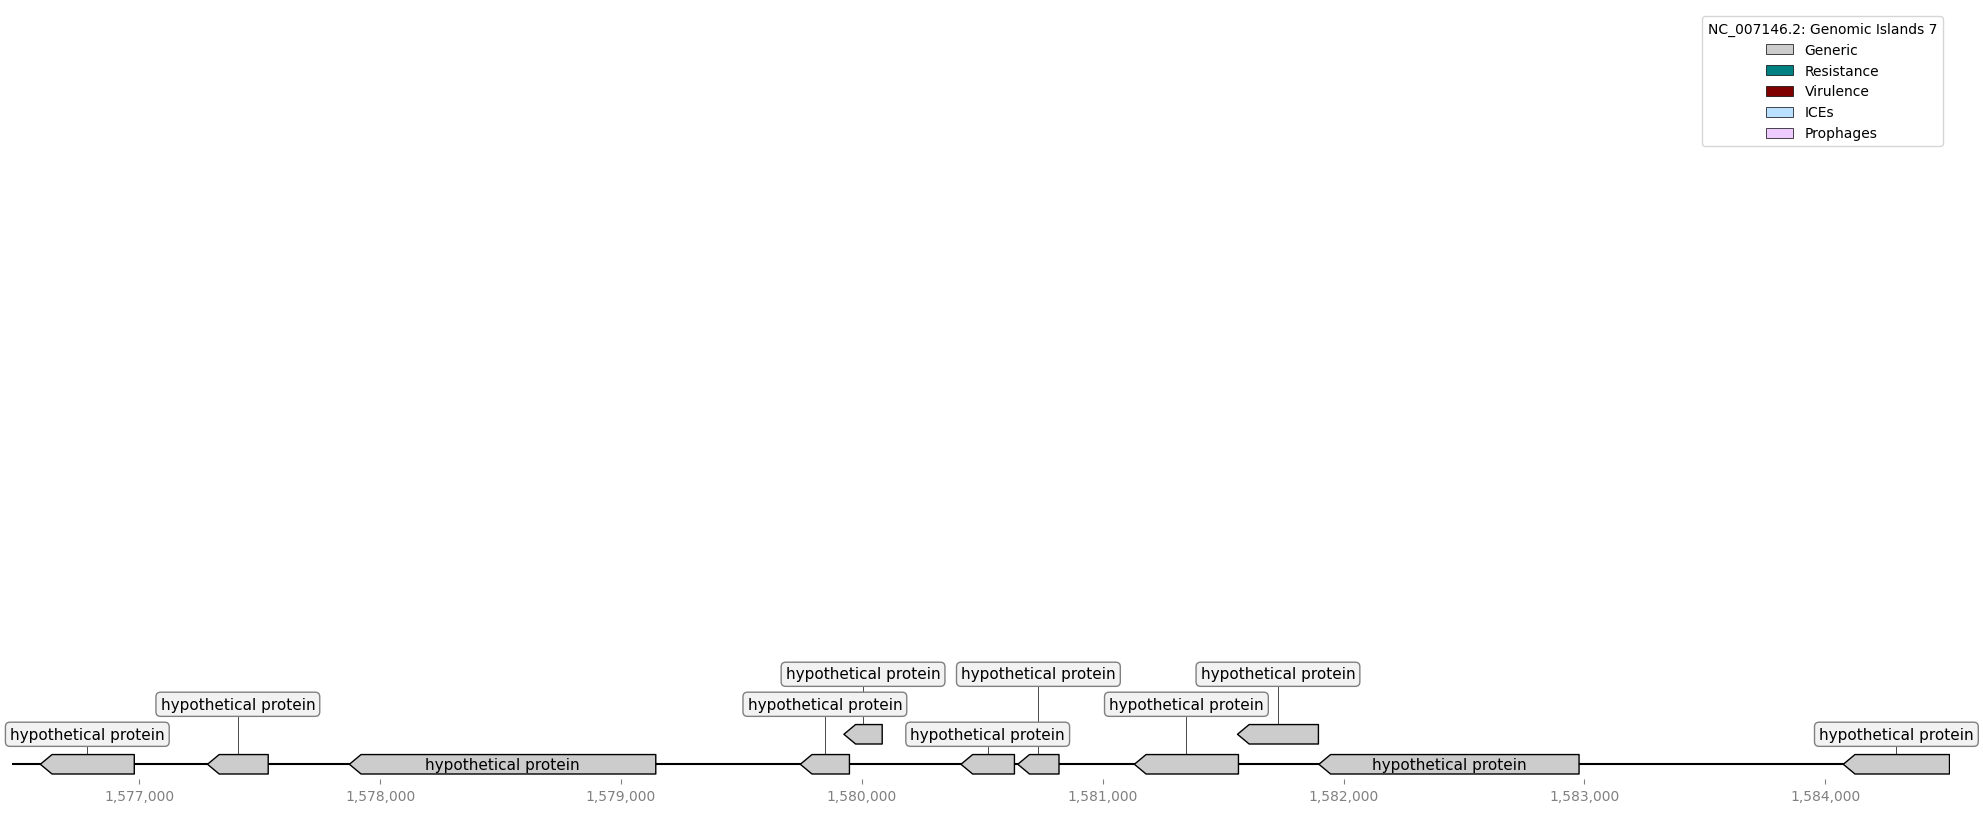 NC_007146.2: Genomic Islands 7
Generic
Resistance
Virulence
ICEs
Prophages
hypothetical protein
hypothetical protein
hypothetical protein
hypothetical protein
hypothetical protein
hypothetical protein
hypothetical protein
hypothetical protein
hypothetical protein
hypothetical protein
hypothetical protein
1,577,000
1,578,000
1,579,000
1,580,000
1,581,000
1,582,000
1,583,000
1,584,000